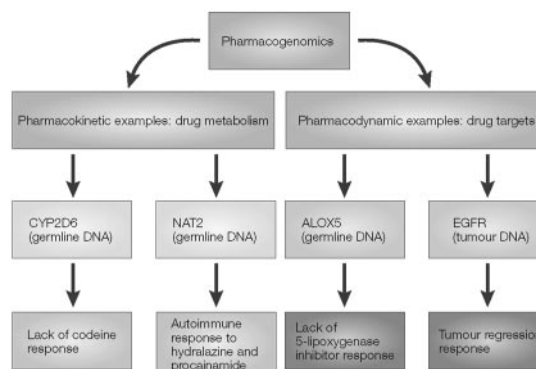 Pharmacogenomics
Pharmacokinetic examples: drug metabolism
Pharmacodynamic examples: drug targets
CYP2D6
(germline DNA)
NAT2
(germline DNA)
ALOX5
(germline DNA)
EGFR
(tumour DNA)
Lack of codeine
response
Autoimmune
response to
hydralazine and
procainamide
Lack of
5-lipoxygenase
inhibitor response
Tumour regression
response